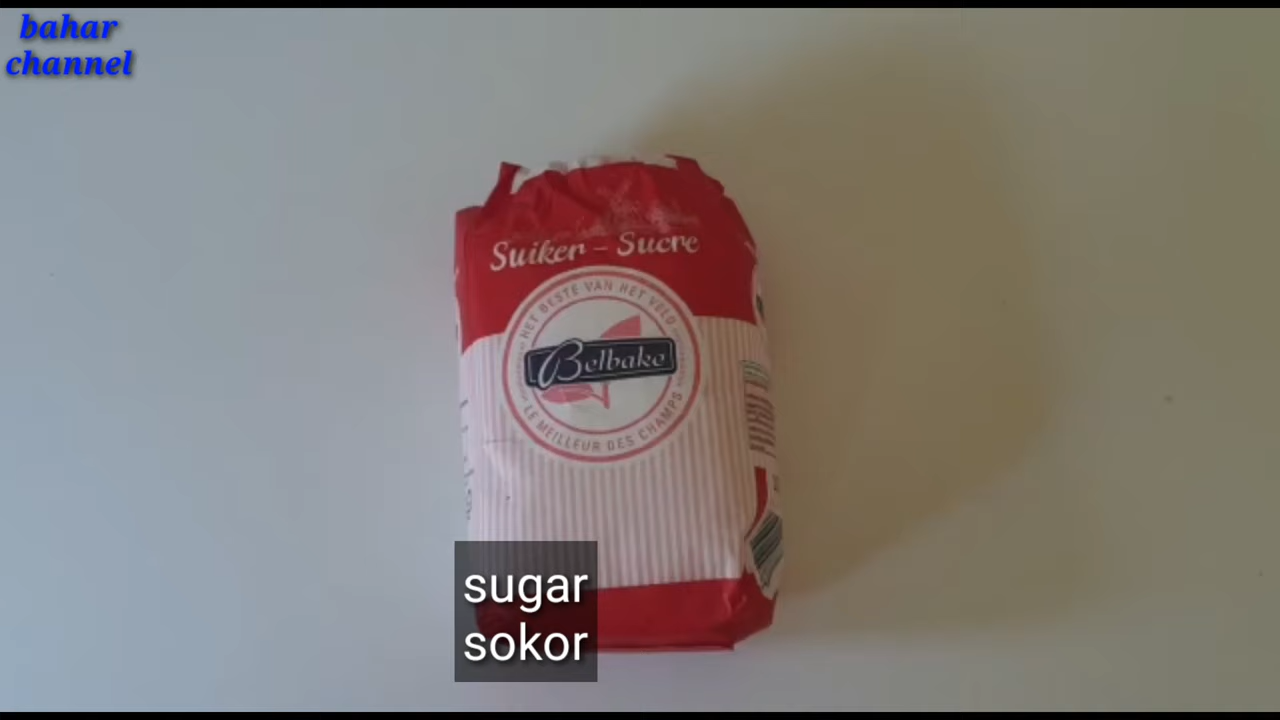 bahar
channel
Suiker - Sucre
HET BESTE VAN HET VELD
Belbake
LE MEILLEUR DES CHAMPS
sugar
sokor